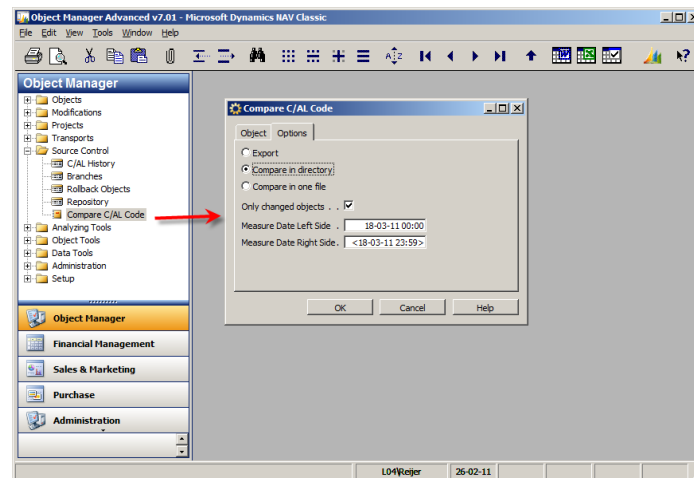 Object Manager Advanced v7.01 - Microsoft Dynamics NAV Classic
File Edit View Tools Window Help
Object Manager
Objects
Modifications
Projects
Transports
Source Control
C/AL History
Branches
Rollback Objects
Repository
Compare C/AL Code
Analyzing Tools
Object Tools
Data Tools
Administration
Setup
Object Manager
Financial Management
Sales & Marketing
Purchase
Administration
Compare C/AL Code
Object Options
Export
Compare in directory
Compare in one file
Only changed objects . .
Measure Date Left Side . 18-03-11 00:00
Measure Date Right Side. <18-03-11 23:59>
OK Cancel Help
L04\Reijer 26-02-11